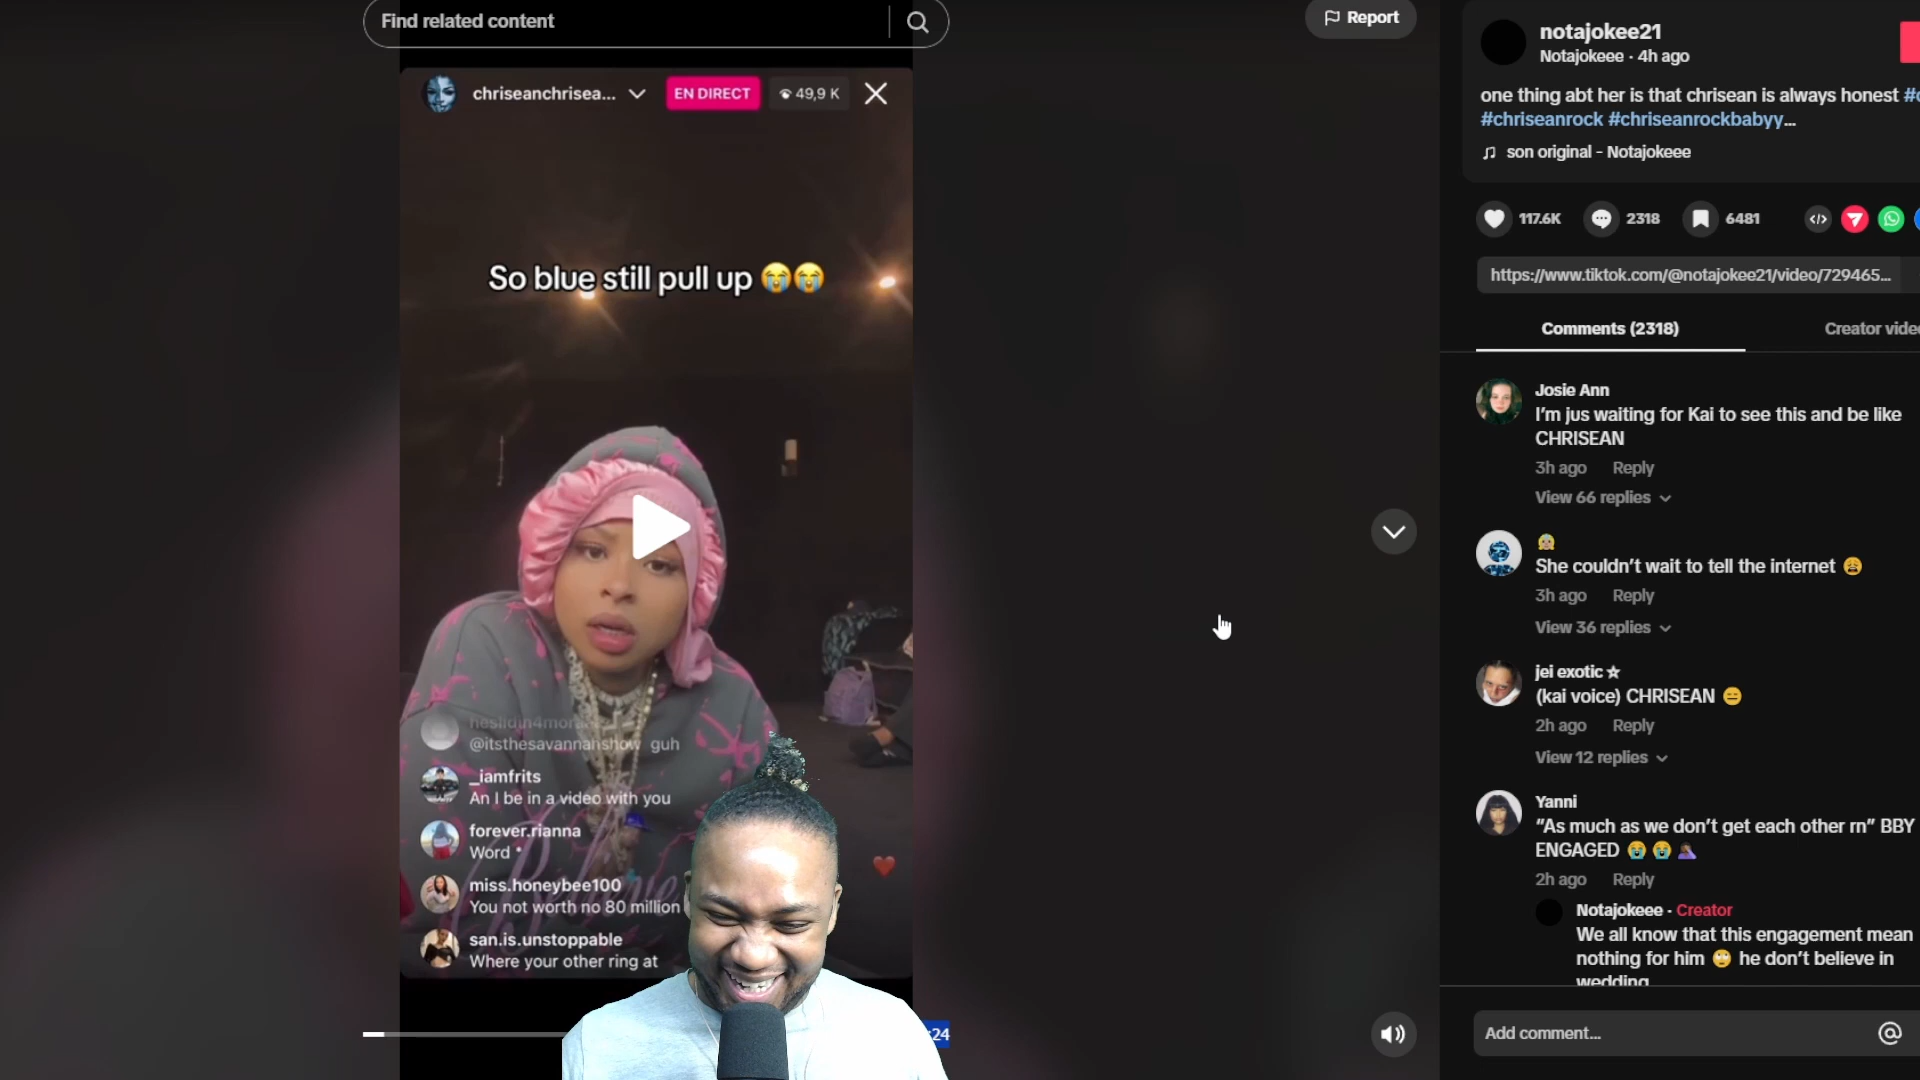 Find related content
Report
chriseanchrisea...
EN DIRECT
49,9 K
So blue still pull up 😭😭
@itsthesavannahshow guh
_iamfrits
An I be in a video with you
forever.rianna
Word
miss.honeybee100
You not worth no 80 million
san.is.unstoppable
Where your other ring at
:24
notajokee21
Notajokeee · 4h ago
one thing abt her is that chrisean is always honest
#chriseanrock #chriseanrockbabyy...
son original - Notajokeee
117.6K
2318
6481
https://www.tiktok.com/@notajokee21/video/729465...
Comments (2318)
Creator
Josie Ann
I'm jus waiting for Kai to see this and be like
CHRISEAN
3h ago Reply
View 66 replies
She couldn't wait to tell the internet 😩
3h ago Reply
View 36 replies
jei exotic ☆
(kai voice) CHRISEAN 😑
2h ago Reply
View 12 replies
Yanni
“As much as we don't get each other rn” BBY
ENGAGED 😭 😭 🤦🏾‍♀️
2h ago Reply
Notajokeee · Creator
We all know that this engagement mean
nothing for him 🙄 he don't believe in
wedding
Add comment...
@